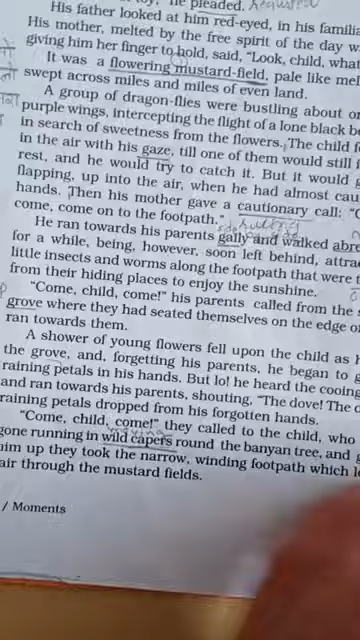 he pleaded. Required
His father looked at him red-eyed, in his familia
His mother, melted by the free spirit of the day w
giving him her finger to hold, said, “Look, child, what
It was a flowering mustard-field, pale like mel
swept across miles and miles of even land.
A group of dragon-flies were bustling about on
purple wings, intercepting the flight of a lone black be
in search of sweetness from the flowers. The child fo
in the air with his gaze, till one of them would still i
rest, and he would try to catch it. But it would g
flapping, up into the air, when he had almost cau
hands. Then his mother gave a cautionary call: “C
come, come on to the footpath.”
He ran towards his parents gaily and walked abre
for a while, being, however, soon left behind, attra
little insects and worms along the footpath that were t
from their hiding places to enjoy the sunshine.
“Come, child, come!” his parents called from the s
grove where they had seated themselves on the edge o
ran towards them.
A shower of young flowers fell upon the child as h
the grove, and, forgetting his parents, he began to g
raining petals in his hands. But lo! he heard the cooing
and ran towards his parents, shouting, “The dove! The d
raining petals dropped from his forgotten hands.
“Come, child, come!” they called to the child, who
gone running in wild capers round the banyan tree, and g
him up they took the narrow, winding footpath which le
air through the mustard fields.
/ Moments